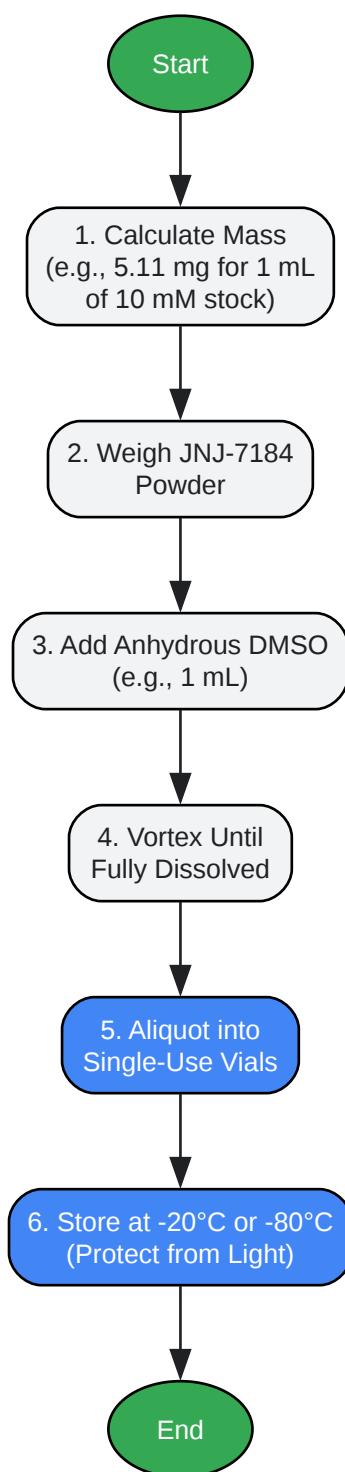 Start
1. Calculate Mass
(e.g., 5.11 mg for 1 mL
of 10 mM stock)
2. Weigh JNJ-7184
Powder
3. Add Anhydrous DMSO
(e.g., 1 mL)
4. Vortex Until
Fully Dissolved
5. Aliquot into
Single-Use Vials
6. Store at -20°C or -80°C
(Protect from Light)
End